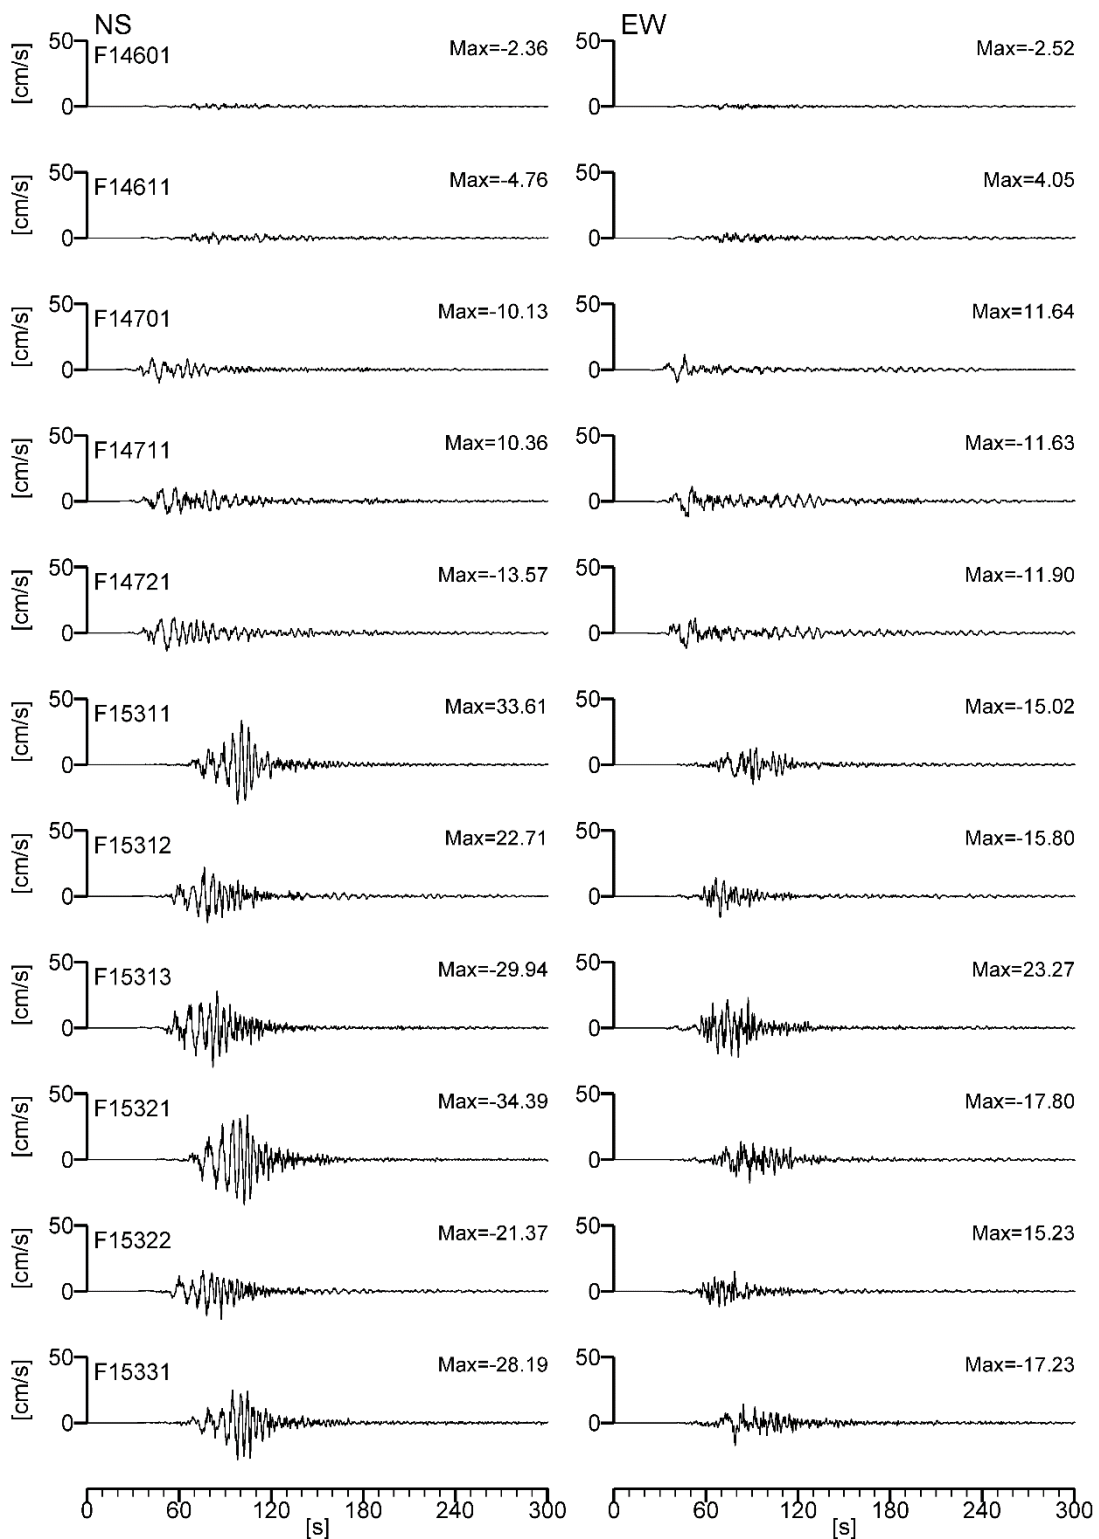 NS EW
50 F14601 Max=-2.36 50 Max=-2.52
[cm/s] 0 0
50 F14611 Max=-4.76 50 Max=4.05
[cm/s] 0 0
50 F14701 Max=-10.13 50 Max=11.64
[cm/s] 0 0
50 F14711 Max=10.36 50 Max=-11.63
[cm/s] 0 0
50 F14721 Max=-13.57 50 Max=-11.90
[cm/s] 0 0
50 F15311 Max=33.61 50 Max=-15.02
[cm/s] 0 0
50 F15312 Max=22.71 50 Max=-15.80
[cm/s] 0 0
50 F15313 Max=-29.94 50 Max=23.27
[cm/s] 0 0
50 F15321 Max=-34.39 50 Max=-17.80
[cm/s] 0 0
50 F15322 Max=-21.37 50 Max=15.23
[cm/s] 0 0
50 F15331 Max=-28.19 50 Max=-17.23
[cm/s] 0 0
0 60 120 180 240 300 0 60 120 180 240 300
[s] [s]